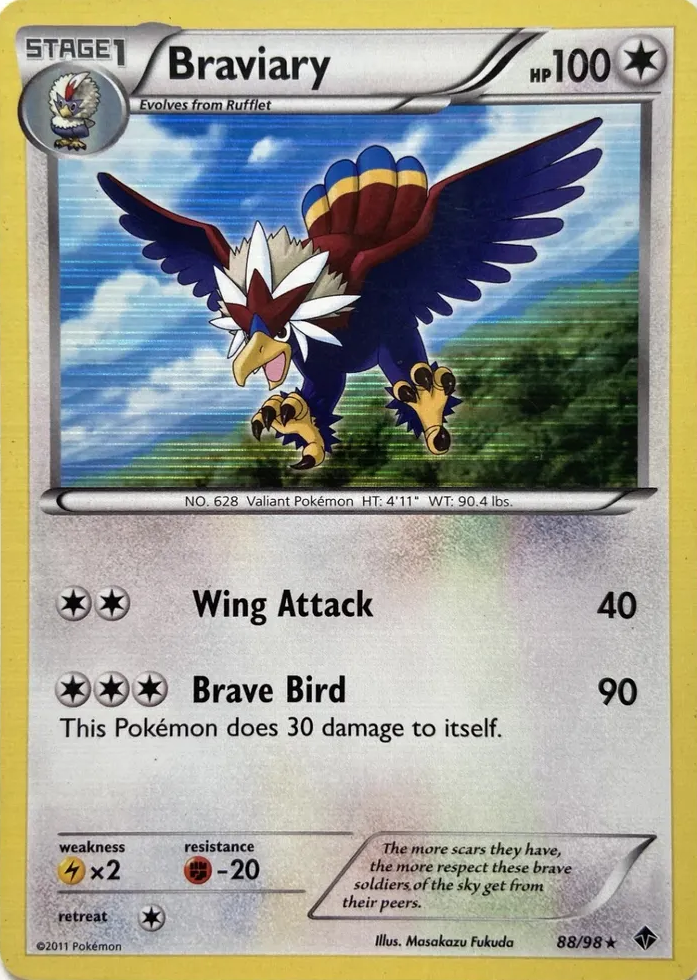 STAGE1
Braviary
HP100
Evolves from Rufflet
NO. 628 Valiant Pokémon HT: 4'11" WT: 90.4 lbs.
Wing Attack 40
Brave Bird 90
This Pokémon does 30 damage to itself.
weakness resistance
×2 -20
retreat
The more scars they have,
the more respect these brave
soldiers of the sky get from
their peers.
©2011 Pokémon Illus. Masakazu Fukuda 88/98★